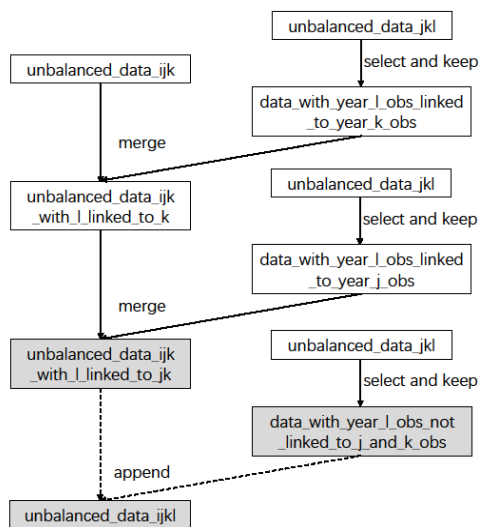 unbalanced_data_jkl
select and keep
unbalanced_data_ijk
data_with_year_l_obs_linked
_to_year_k_obs
merge
unbalanced_data_jkl
unbalanced_data_ijk
_with_l_linked_to_k
select and keep
data_with_year_l_obs_linked
_to_year_j_obs
merge
unbalanced_data_ijk
_with_l_linked_to_jk
unbalanced_data_jkl
select and keep
data_with_year_l_obs_not
_linked_to_j_and_k_obs
append
unbalanced_data_ijkl